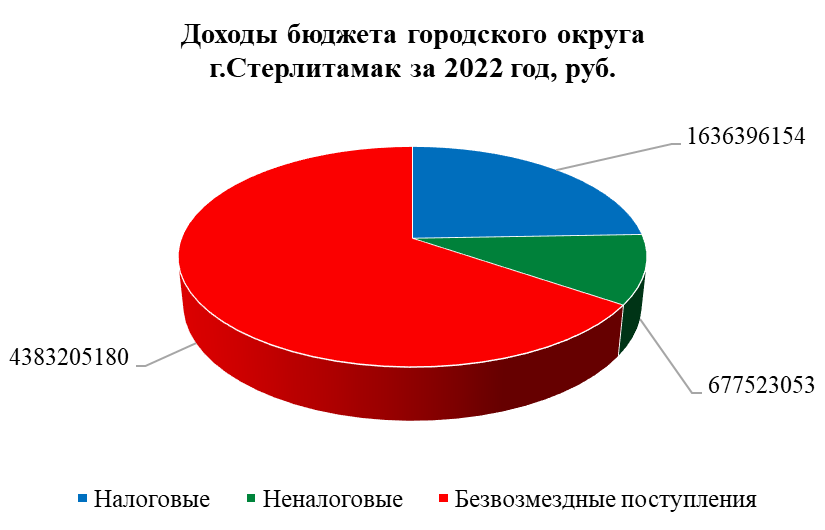 Доходы бюджета городского округа
г.Стерлитамак за 2022 год, руб.
1636396154
4383205180
677523053
Налоговые Неналоговые Безвозмездные поступления